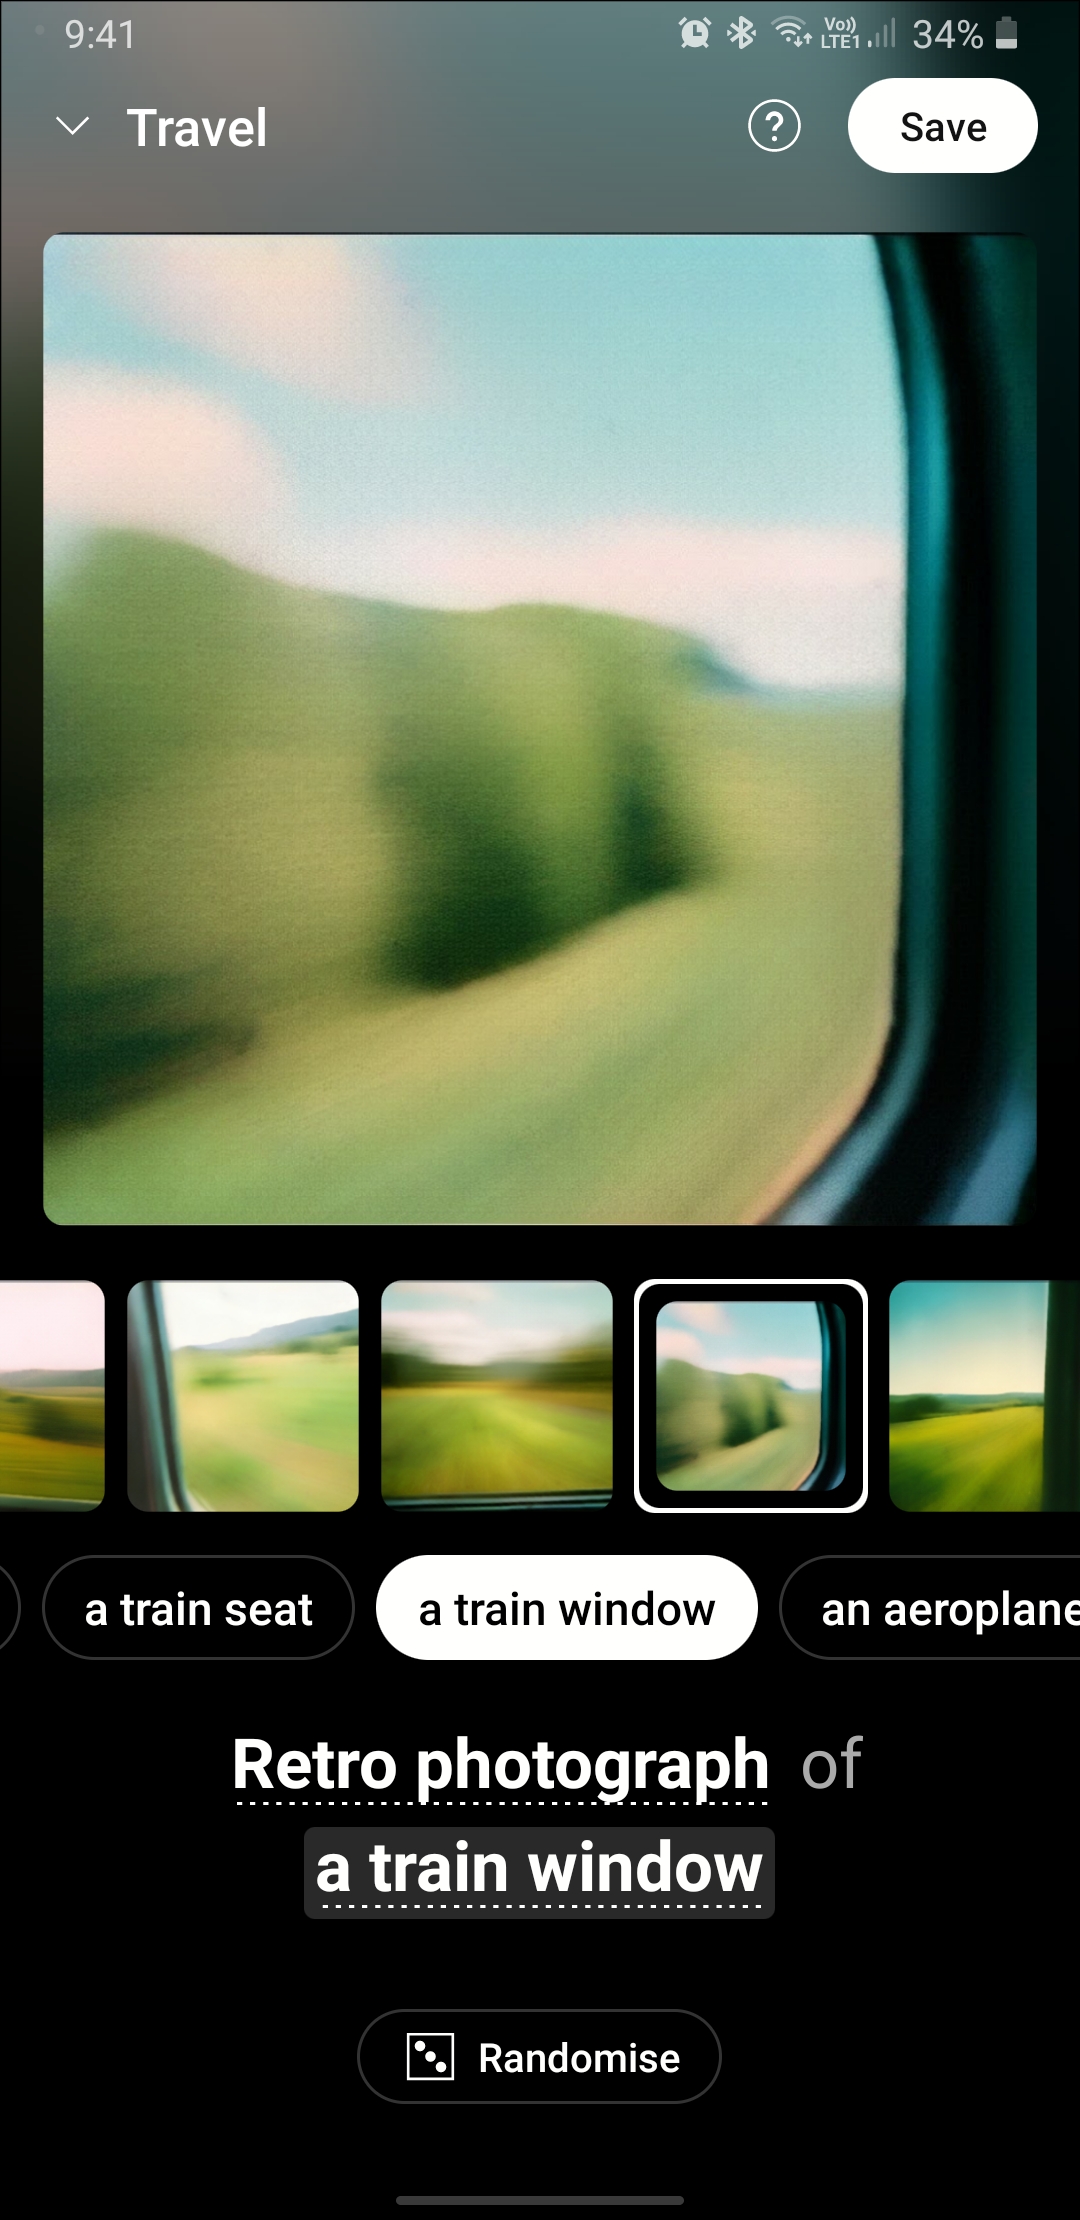 9:41 Vo)) LTE1 34%
Travel ? Save
a train seat a train window an aeroplane
Retro photograph of
a train window
Randomise